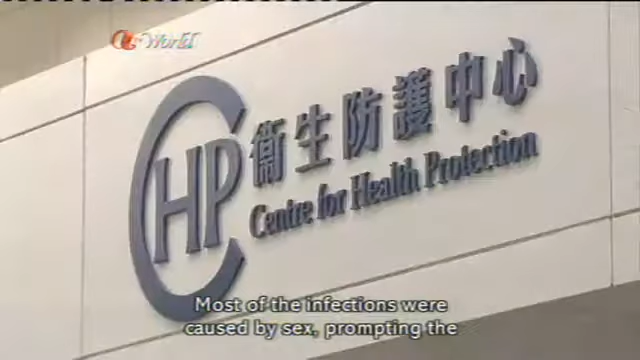 World
CHP
衞生防護中心
Centre for Health Protection
Most of the infections were
caused by sex, prompting the